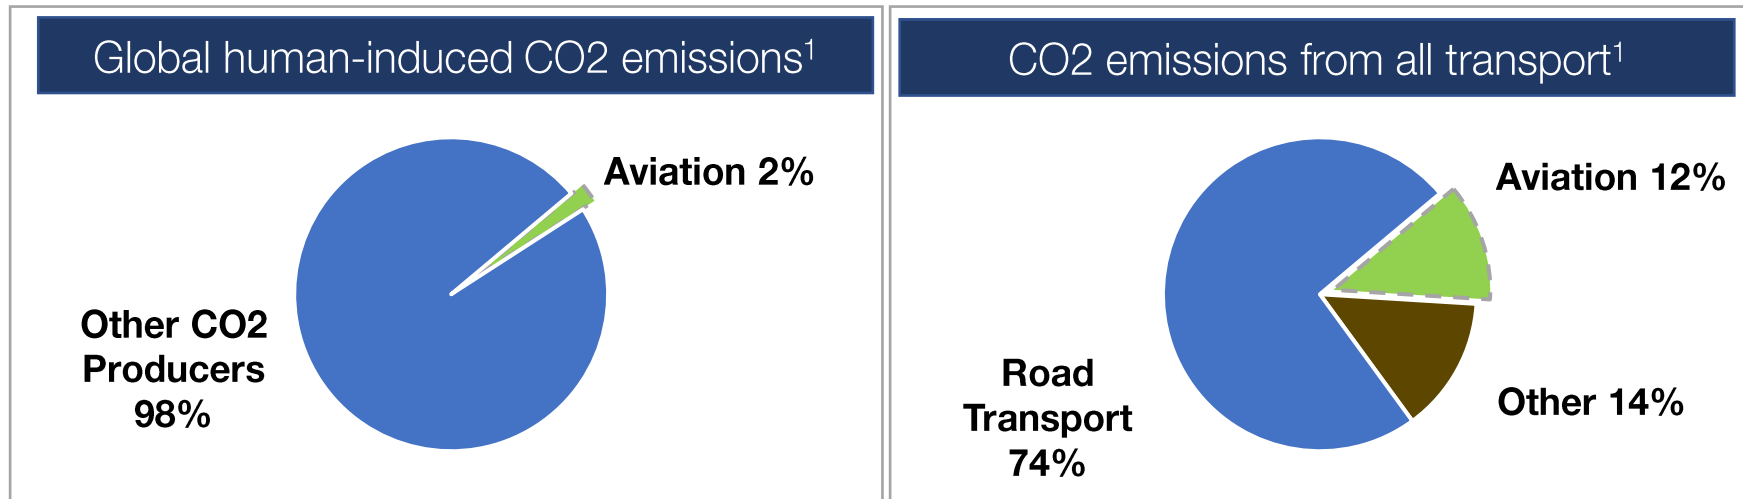 Global human-induced CO2 emissions¹
Aviation 2%
Other CO2
Producers
98%
CO2 emissions from all transport¹
Aviation 12%
Road
Transport
74%
Other 14%